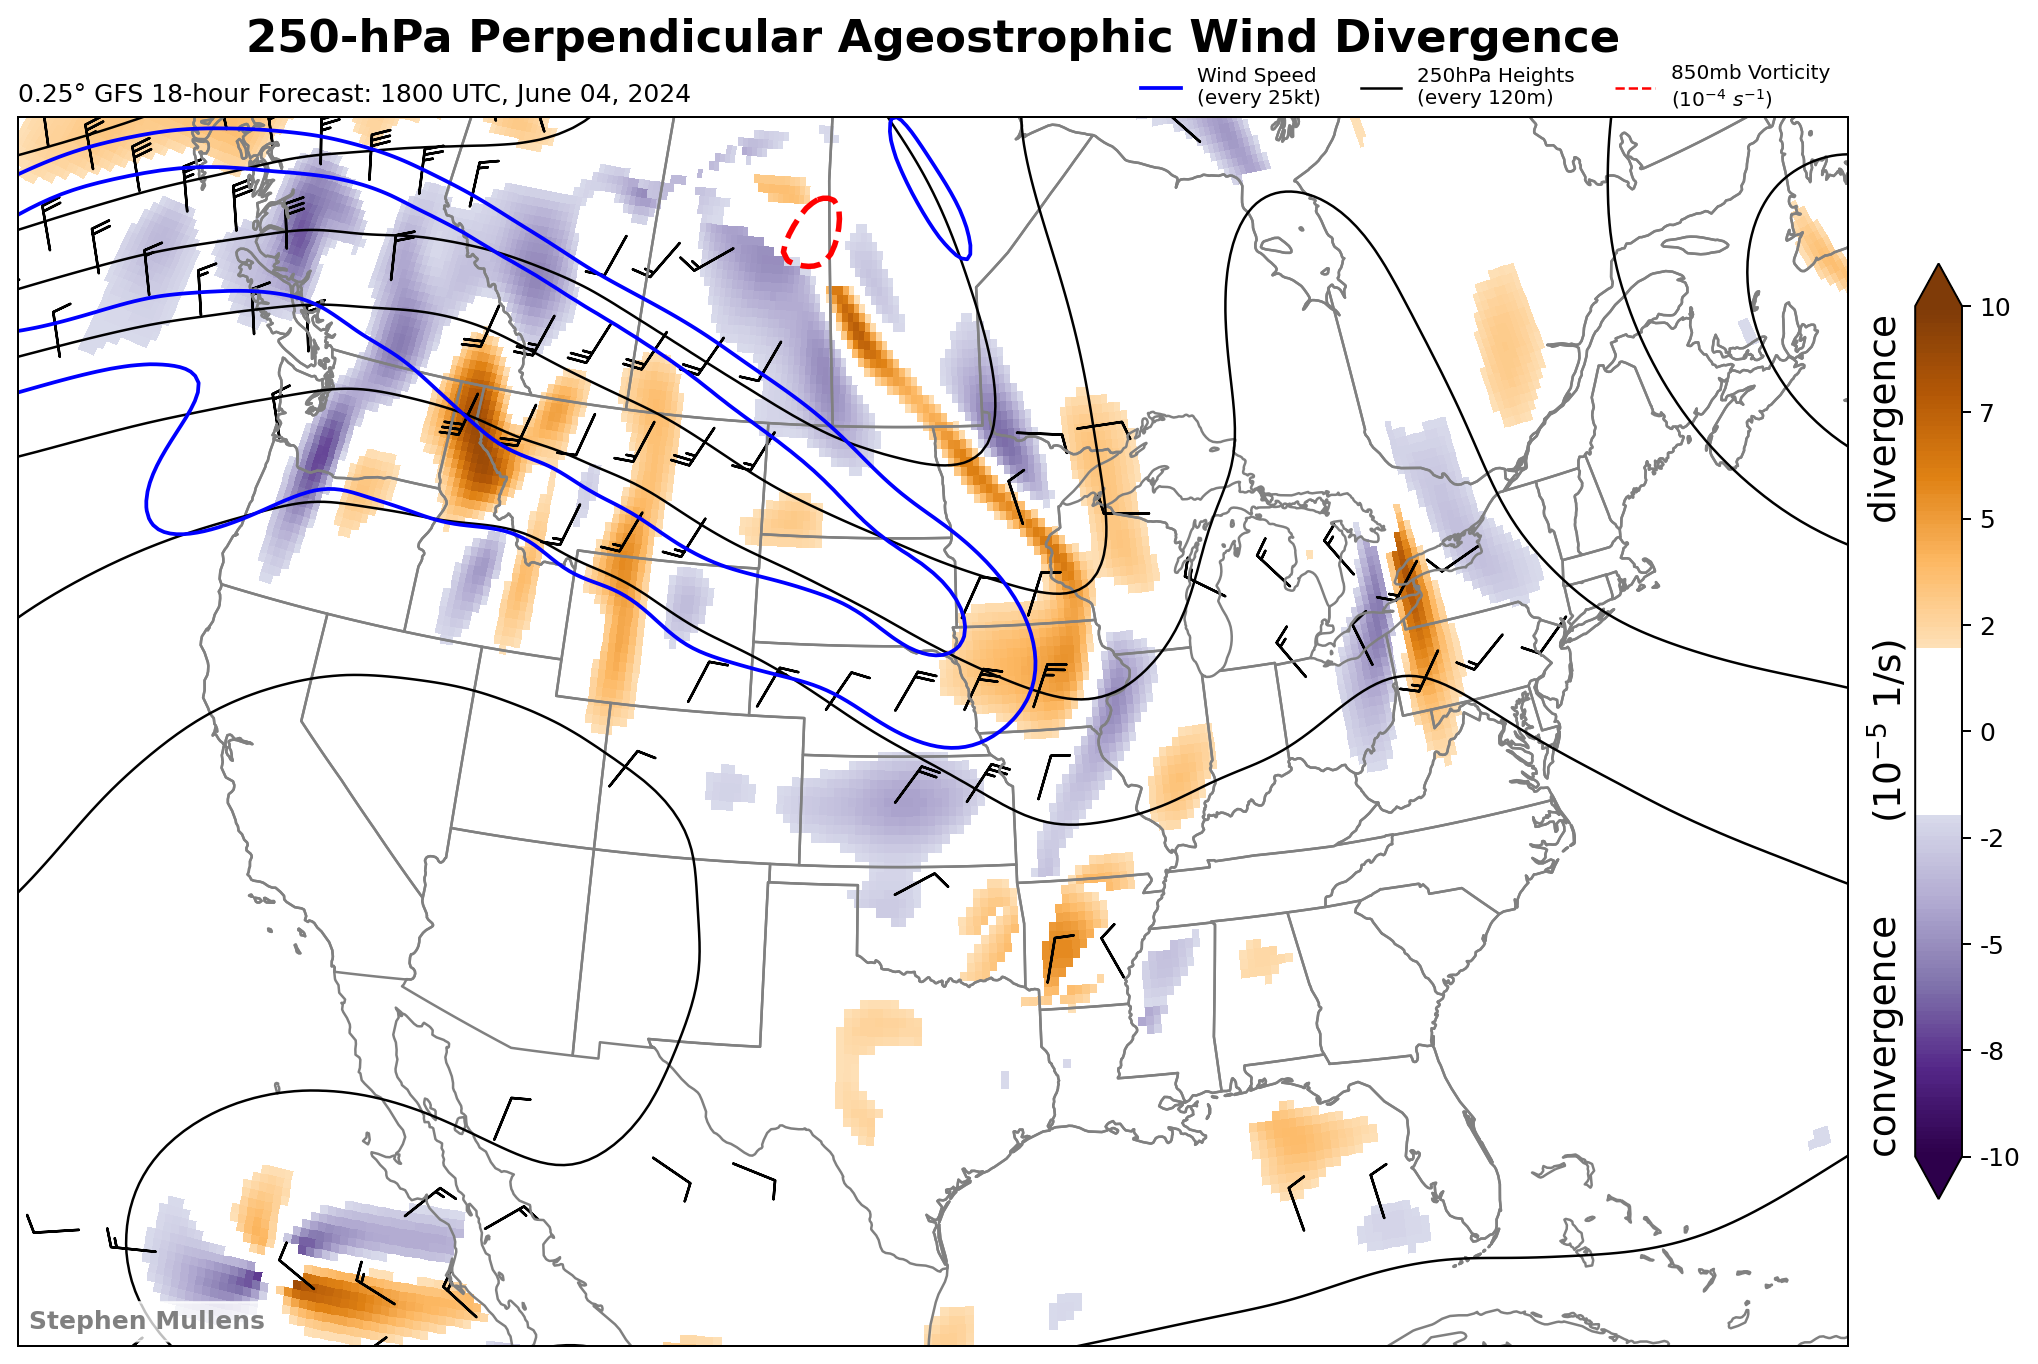 250-hPa Perpendicular Ageostrophic Wind Divergence
0.25° GFS 18-hour Forecast: 1800 UTC, June 04, 2024
Wind Speed
(every 25kt)
250hPa Heights
(every 120m)
850mb Vorticity
(10⁻⁴ s⁻¹)
10
7
5
2
0
-2
-5
-8
-10
convergence (10⁻⁵ 1/s) divergence
Stephen Mullens